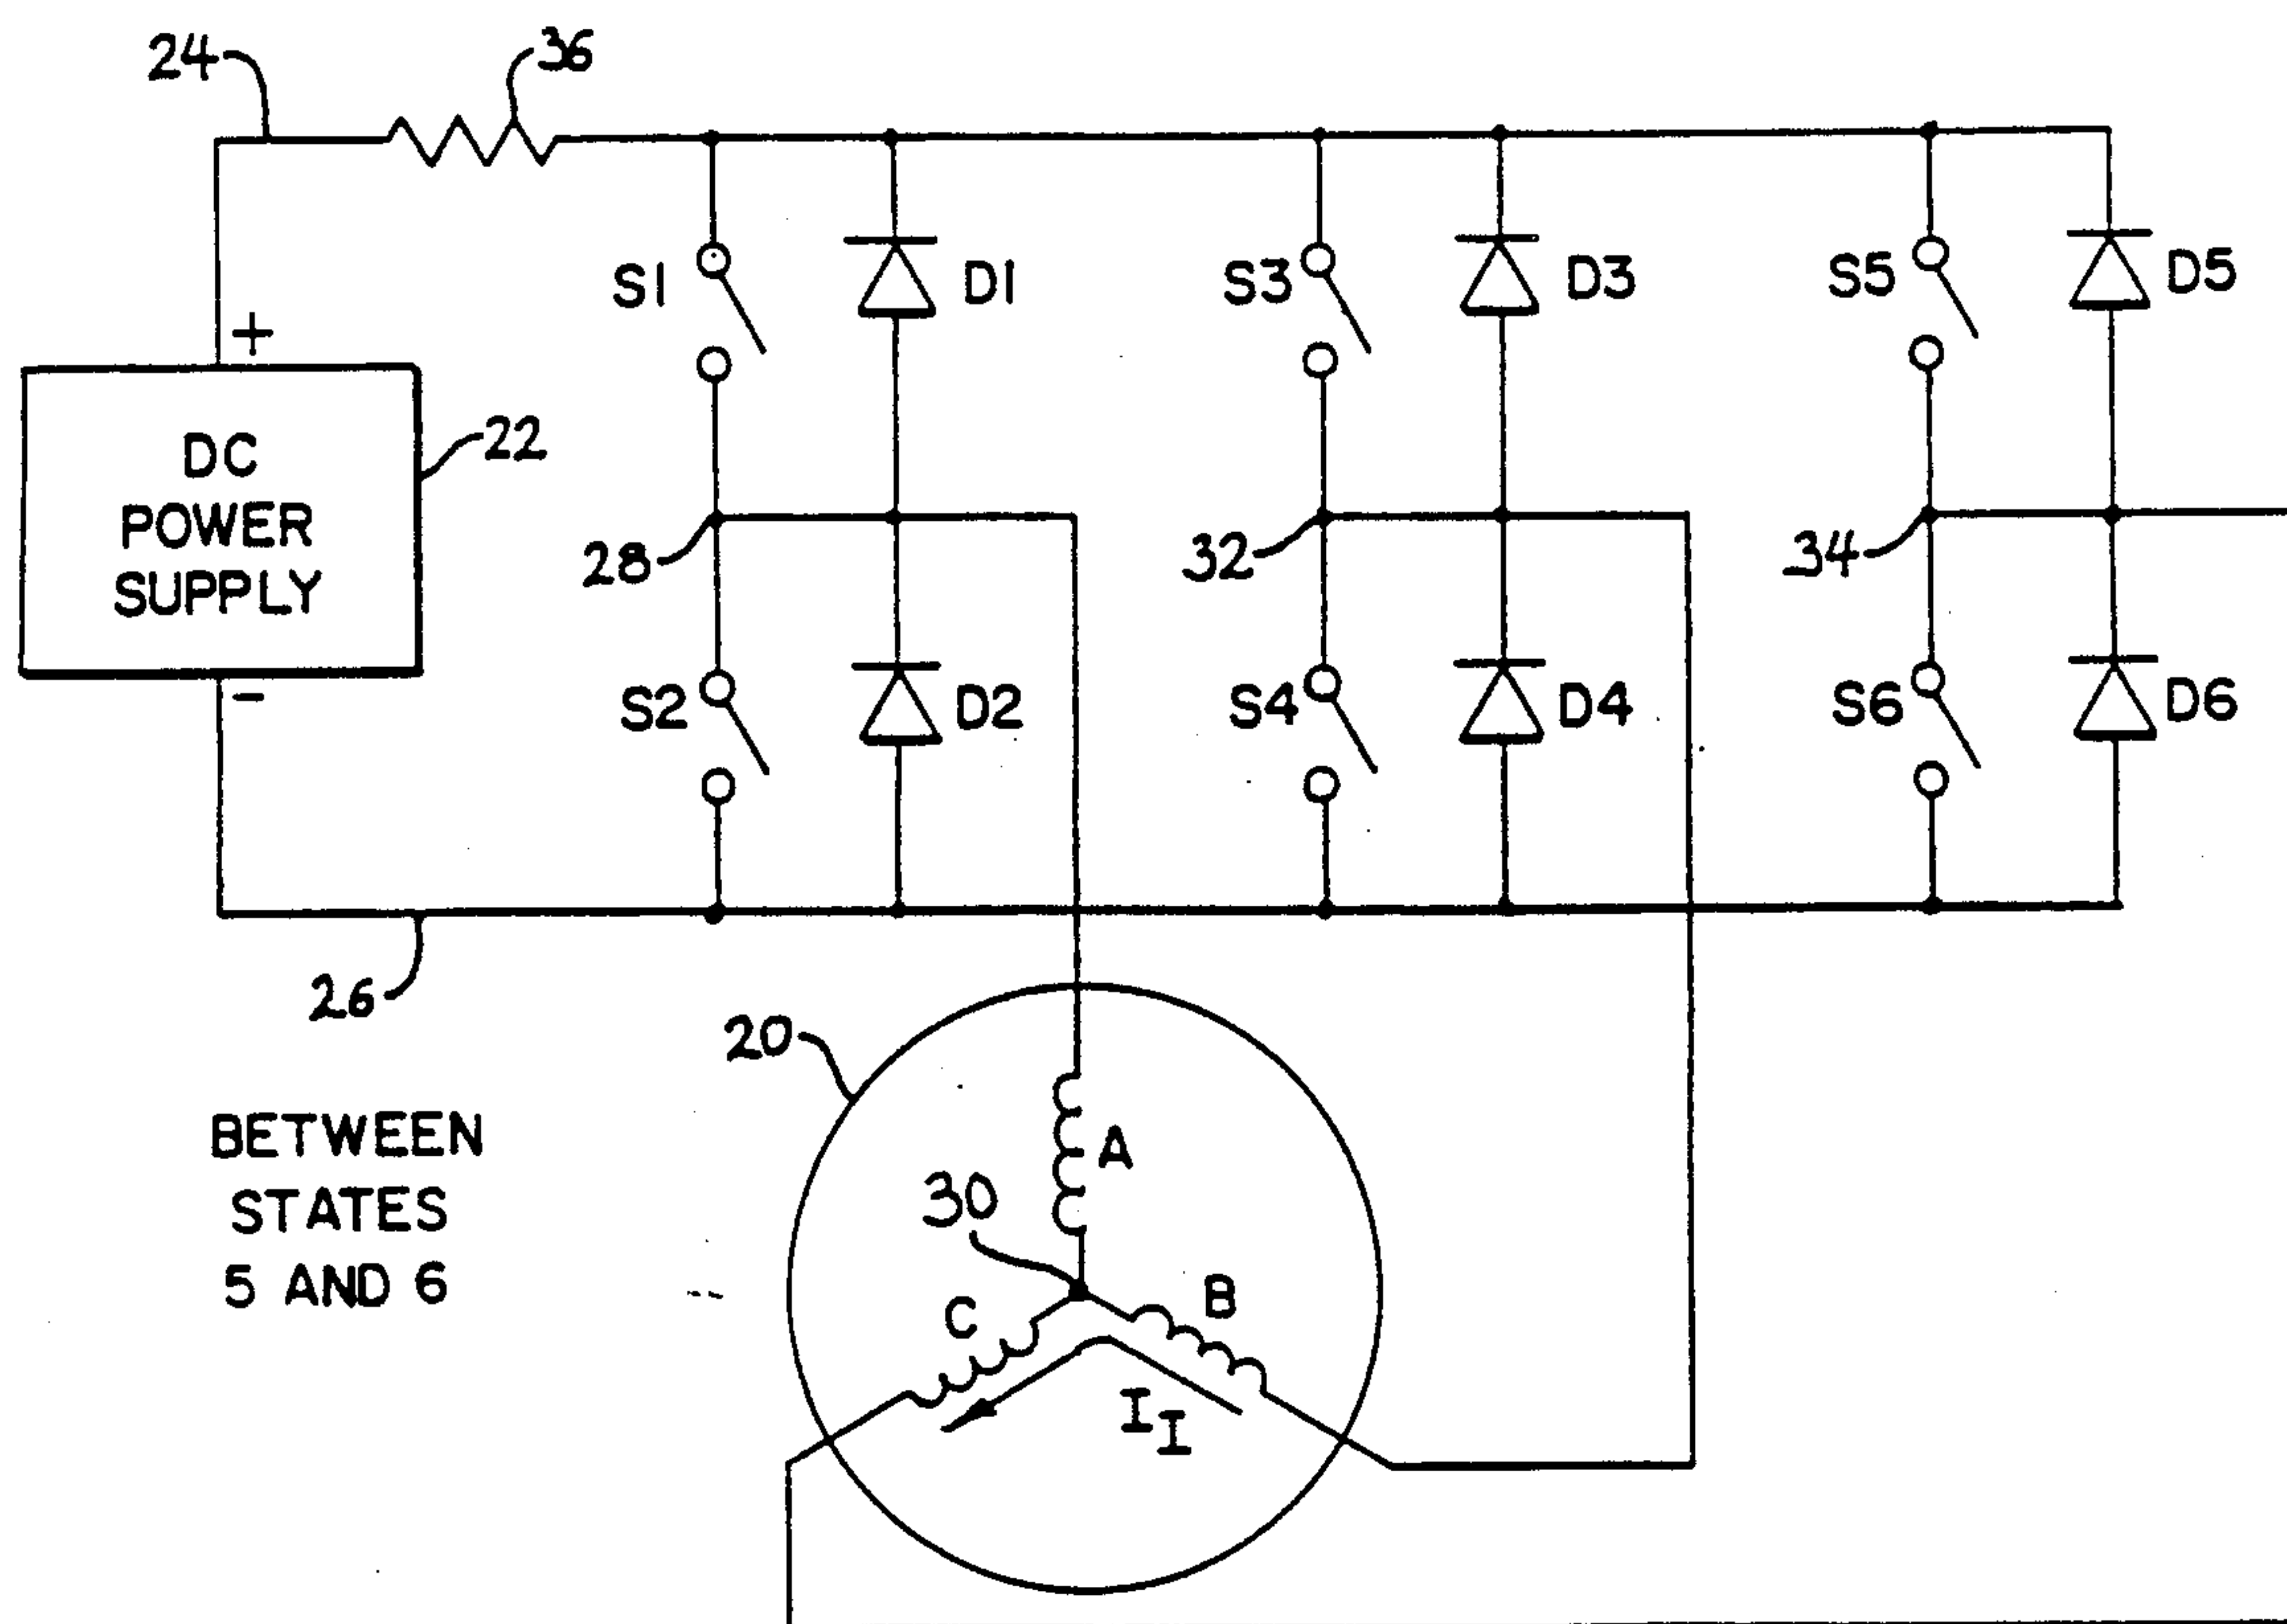 24
36
+
S1
D1
S3
D3
S5
D5
DC
POWER
SUPPLY
22
28
32
34
-
S2
D2
S4
D4
S6
D6
26
20
BETWEEN
STATES
5 AND 6
A
30
B
C
I_I